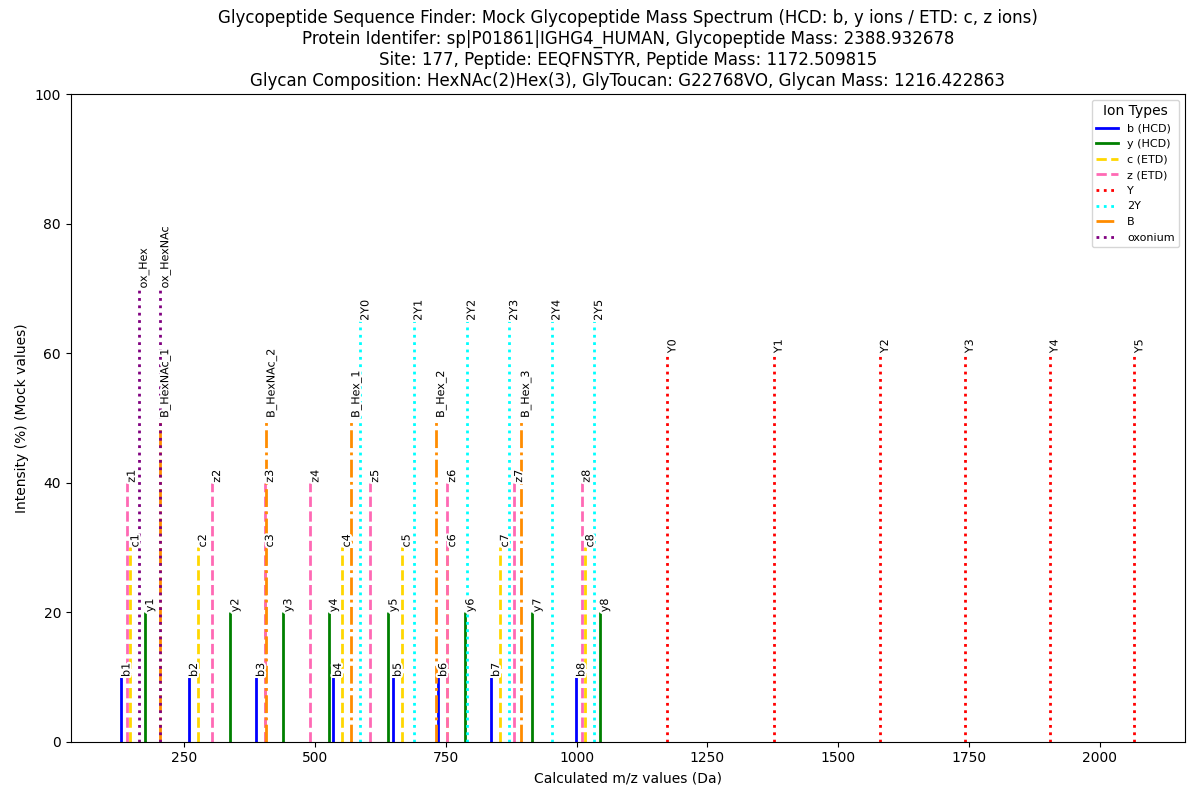 Glycopeptide Sequence Finder: Mock Glycopeptide Mass Spectrum (HCD: b, y ions / ETD: c, z ions)
Protein Identifer: sp|P01861|IGHG4_HUMAN, Glycopeptide Mass: 2388.932678
Site: 177, Peptide: EEQFNSTYR, Peptide Mass: 1172.509815
Glycan Composition: HexNAc(2)Hex(3), GlyToucan: G22768VO, Glycan Mass: 1216.422863
100
80
60
40
20
0
Intensity (%) (Mock values)
Ion Types
b (HCD)
y (HCD)
c (ETD)
z (ETD)
Y
2Y
B
oxonium
ox_Hex
ox_HexNAc
2Y0
2Y1
2Y2
2Y3
2Y4
2Y5
Y0
Y1
Y2
Y3
Y4
Y5
B_HexNAc_1
B_HexNAc_2
B_Hex_1
B_Hex_2
B_Hex_3
z1
z2
z3
z4
z5
z6
z7
z8
c1
c2
c3
c4
c5
c6
c7
c8
y1
y2
y3
y4
y5
y6
y7
y8
b1
b2
b3
b4
b5
b6
b7
b8
250
500
750
1000
1250
1500
1750
2000
Calculated m/z values (Da)